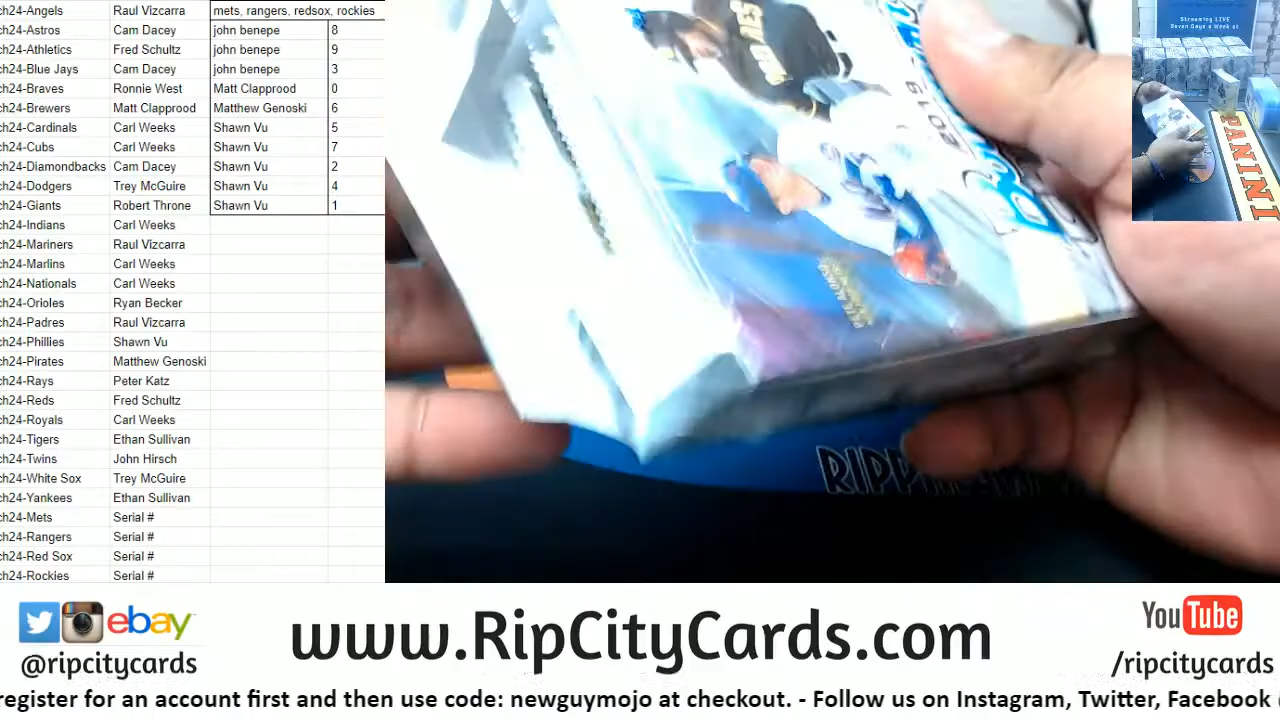 ch24-Angels Raul Vizcarra mets, rangers, redsox, rockies
ch24-Astros Cam Dacey john benepe 8
ch24-Athletics Fred Schultz john benepe 9
ch24-Blue Jays Cam Dacey john benepe 3
ch24-Braves Ronnie West Matt Clapprood 0
ch24-Brewers Matt Clapprood Matthew Genoski 6
ch24-Cardinals Carl Weeks Shawn Vu 5
ch24-Cubs Carl Weeks Shawn Vu 7
ch24-Diamondbacks Cam Dacey Shawn Vu 2
ch24-Dodgers Trey McGuire Shawn Vu 4
ch24-Giants Robert Throne Shawn Vu 1
ch24-Indians Carl Weeks
ch24-Mariners Raul Vizcarra
ch24-Marlins Carl Weeks
ch24-Nationals Carl Weeks
ch24-Orioles Ryan Becker
ch24-Padres Raul Vizcarra
ch24-Phillies Shawn Vu
ch24-Pirates Matthew Genoski
ch24-Rays Peter Katz
ch24-Reds Fred Schultz
ch24-Royals Carl Weeks
ch24-Tigers Ethan Sullivan
ch24-Twins John Hirsch
ch24-White Sox Trey McGuire
ch24-Yankees Ethan Sullivan
ch24-Mets Serial #
ch24-Rangers Serial #
ch24-Red Sox Serial #
ch24-Rockies Serial #
Streaming LIVE
Seven Days a Week at
PANINI
2019
ebay
@ripcitycards
www.RipCityCards.com
YouTube
/ripcitycards
register for an account first and then use code: newguymojo at checkout. - Follow us on Instagram, Twitter, Facebook